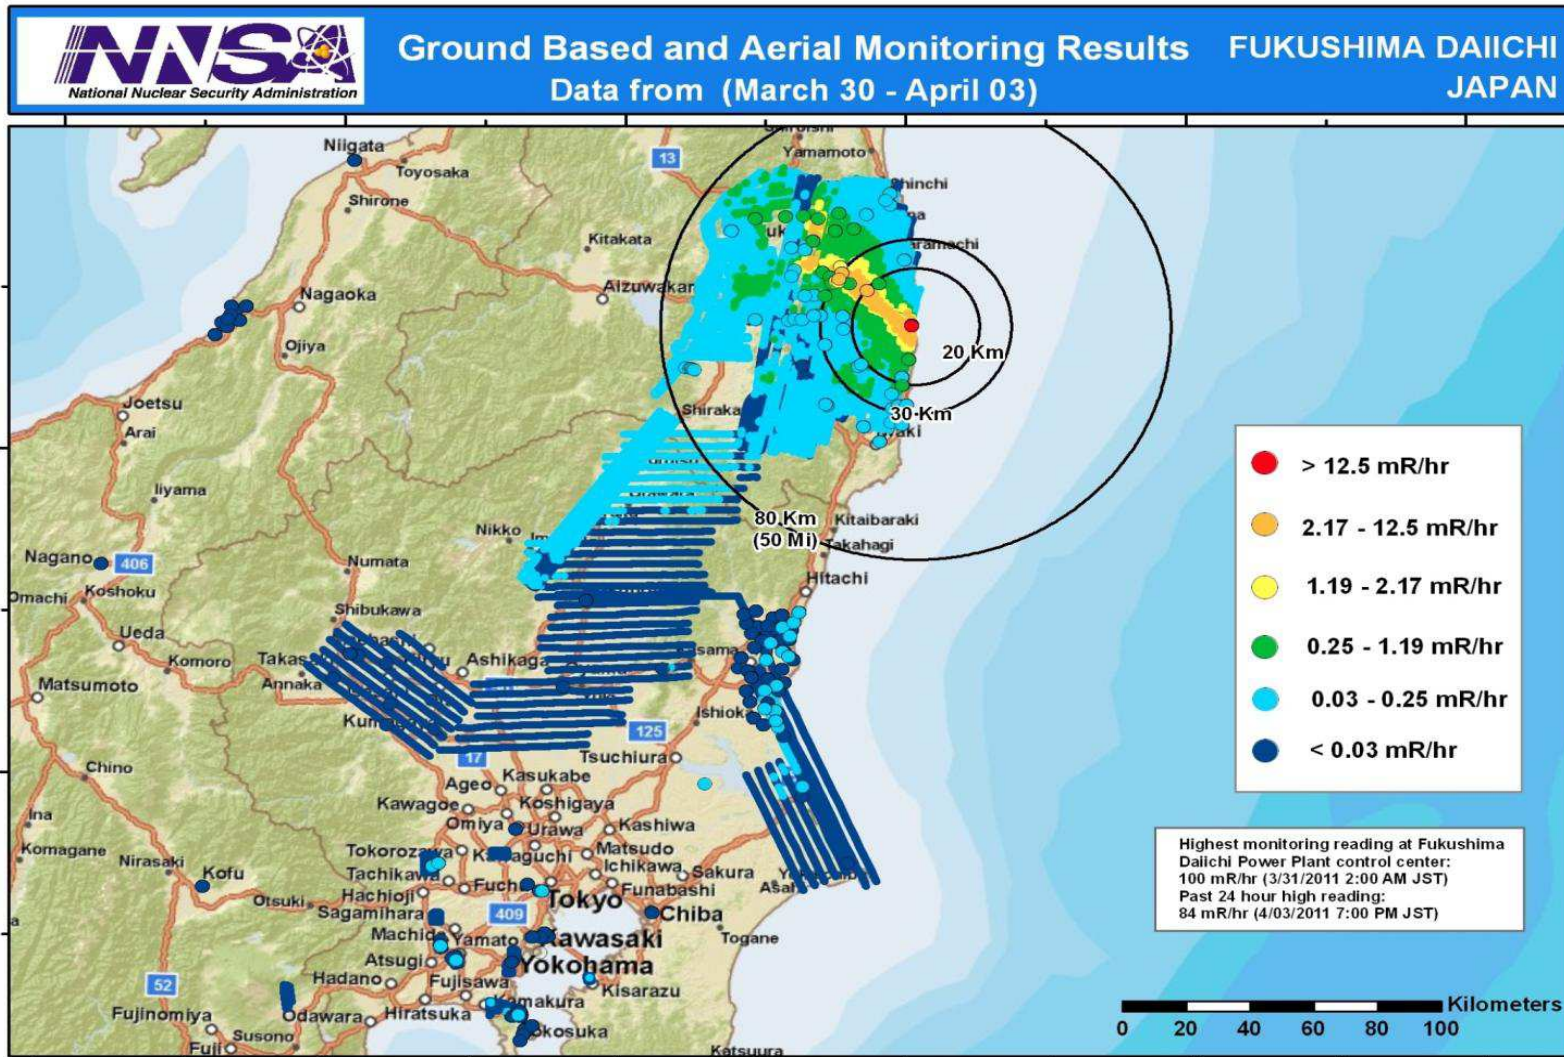 NNSA
National Nuclear Security Administration
Ground Based and Aerial Monitoring Results
Data from (March 30 - April 03)
FUKUSHIMA DAIICHI
JAPAN
Niigata
Toyosaka
Shirone
13
Yamamoto
Shinchi
Kitakata
Aizuwakar
Nagaoka
Ojiya
20 Km
30 Km
Shiraka
Joetsu
Arai
Iiyama
80 Km
(50 Mi)
Kitaibaraki
Takahagi
Hitachi
Nikko
Nagano
406
Numata
Omachi
Koshoku
Shibukawa
Ueda
Komoro
Annaka
Ashikaga
Matsumoto
Ishioka
125
Tsuchiura
17
Chino
Ageo
Kasukabe
Kawagoe
Koshigaya
Omiya
Urawa
Kashiwa
Ina
Komagane
Nirasaki
Kofu
Tokorozawa
Matsudo
Tachikawa
Ichikawa
Sakura
Hachioji
Fuchu
Funabashi
Otsuki
Sagamihara
409
Tokyo
Chiba
Machida
Yamato
Kawasaki
Togane
Atsugi
Yokohama
52
Hadano
Fujisawa
Kisarazu
Kamakura
Odawara
Hiratsuka
Yokosuka
Fujinomiya
Susono
Fuji
Katsuura
> 12.5 mR/hr
2.17 - 12.5 mR/hr
1.19 - 2.17 mR/hr
0.25 - 1.19 mR/hr
0.03 - 0.25 mR/hr
< 0.03 mR/hr
Highest monitoring reading at Fukushima
Daiichi Power Plant control center:
100 mR/hr (3/31/2011 2:00 AM JST)
Past 24 hour high reading:
84 mR/hr (4/03/2011 7:00 PM JST)
Kilometers
0 20 40 60 80 100